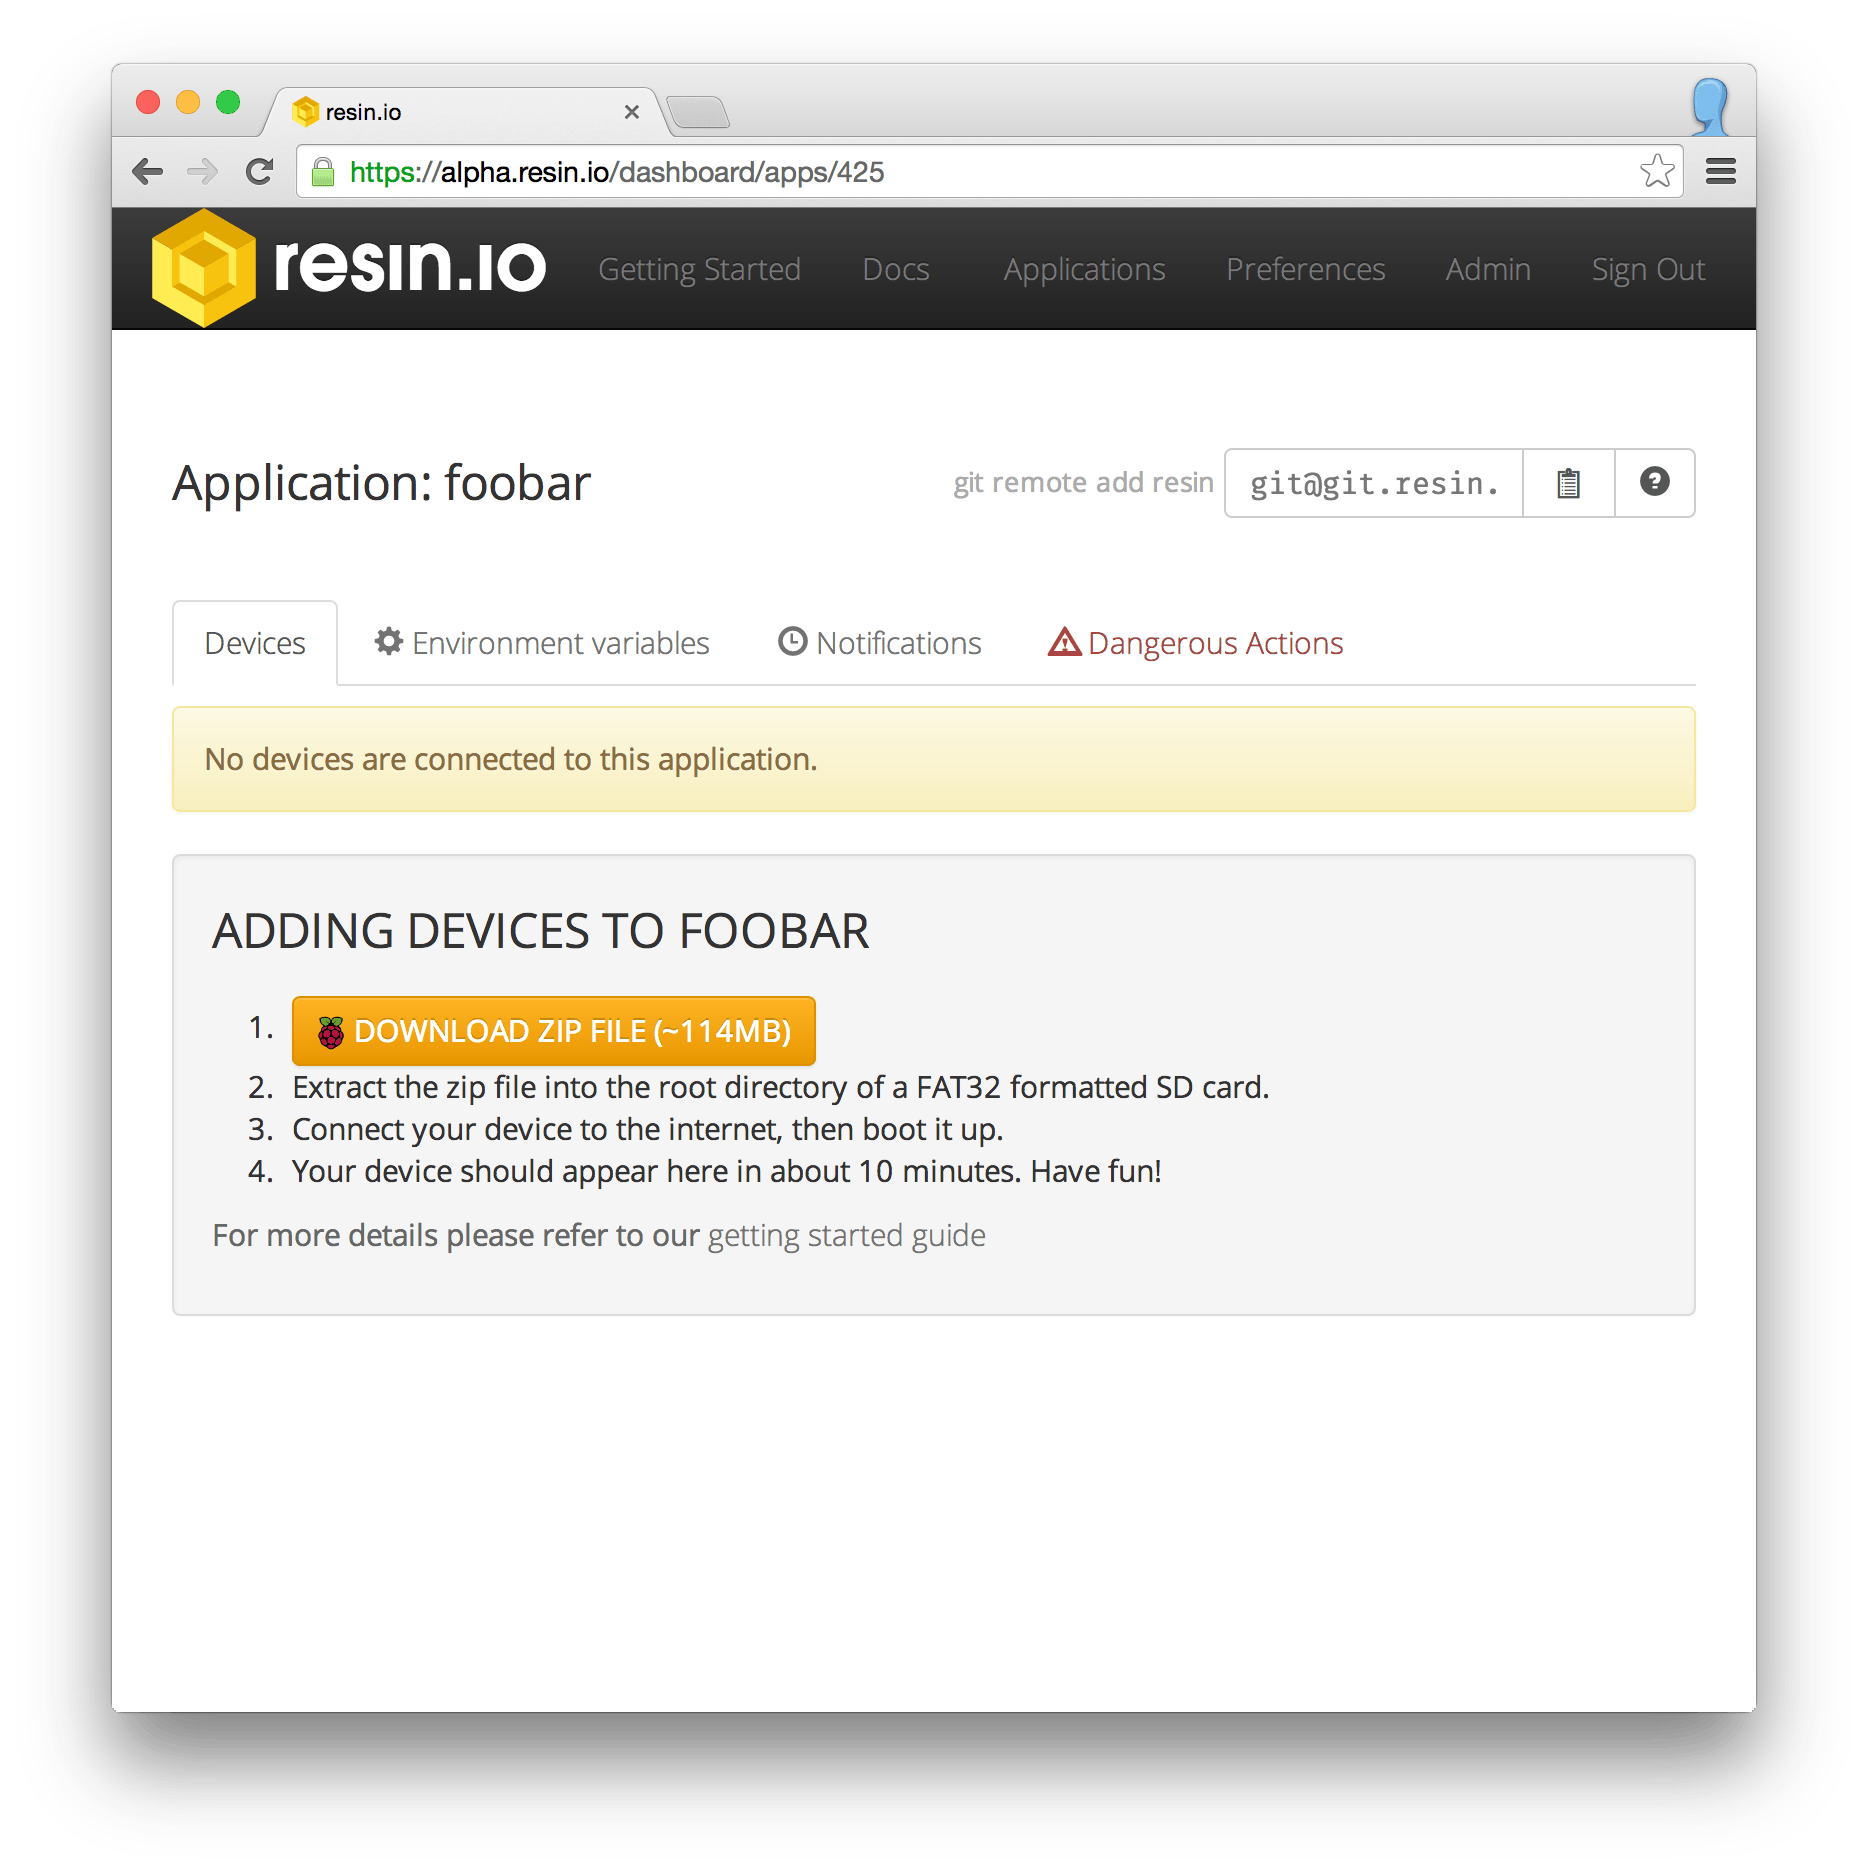 resin.io
https://alpha.resin.io/dashboard/apps/425
resin.io Getting Started Docs Applications Preferences Admin Sign Out
Application: foobar git remote add resin git@git.resin.
Devices Environment variables Notifications Dangerous Actions
No devices are connected to this application.
ADDING DEVICES TO FOOBAR
1. DOWNLOAD ZIP FILE (~114MB)
2. Extract the zip file into the root directory of a FAT32 formatted SD card.
3. Connect your device to the internet, then boot it up.
4. Your device should appear here in about 10 minutes. Have fun!
For more details please refer to our getting started guide